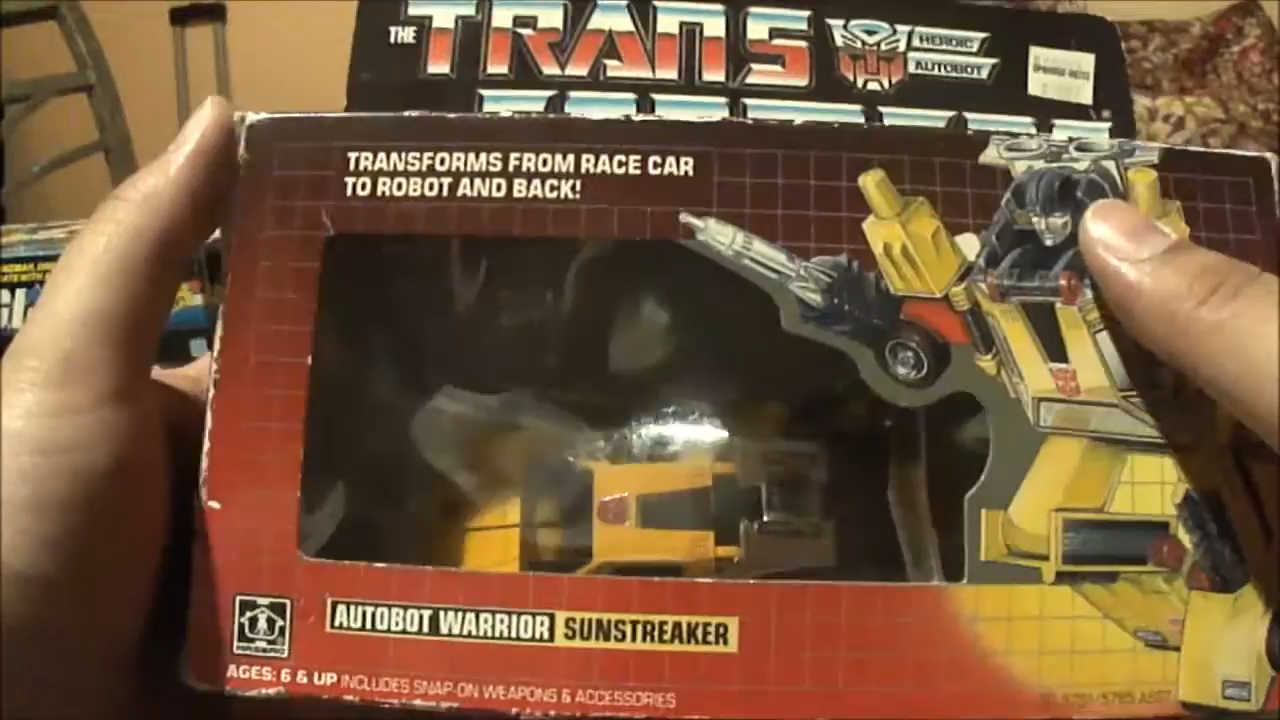 THE TRANS
HEROIC
AUTOBOT
TRANSFORMS FROM RACE CAR
TO ROBOT AND BACK!
HASBRO
AUTOBOT WARRIOR SUNSTREAKER
AGES: 6 & UP INCLUDES SNAP-ON WEAPONS & ACCESSORIES